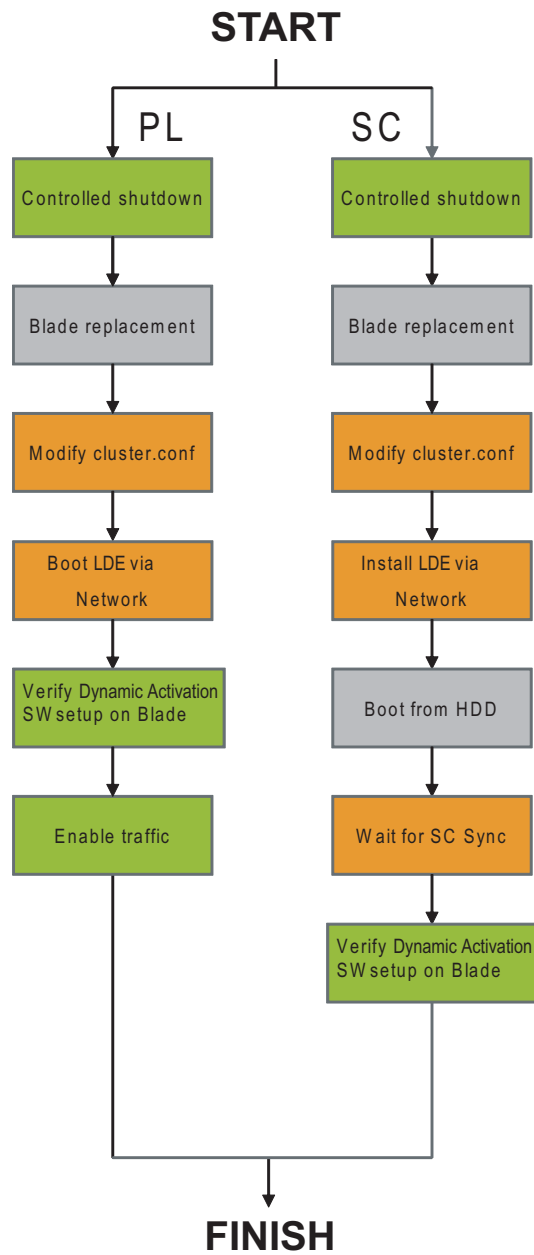 START
PL
Controlled shutdown
Blade replacement
Modify cluster.conf
Boot LDE via
Network
Verify Dynamic Activation
SW setup on Blade
Enable traffic
SC
Controlled shutdown
Blade replacement
Modify cluster.conf
Install LDE via
Network
Boot from HDD
Wait for SC Sync
Verify Dynamic Activation
SW setup on Blade
FINISH